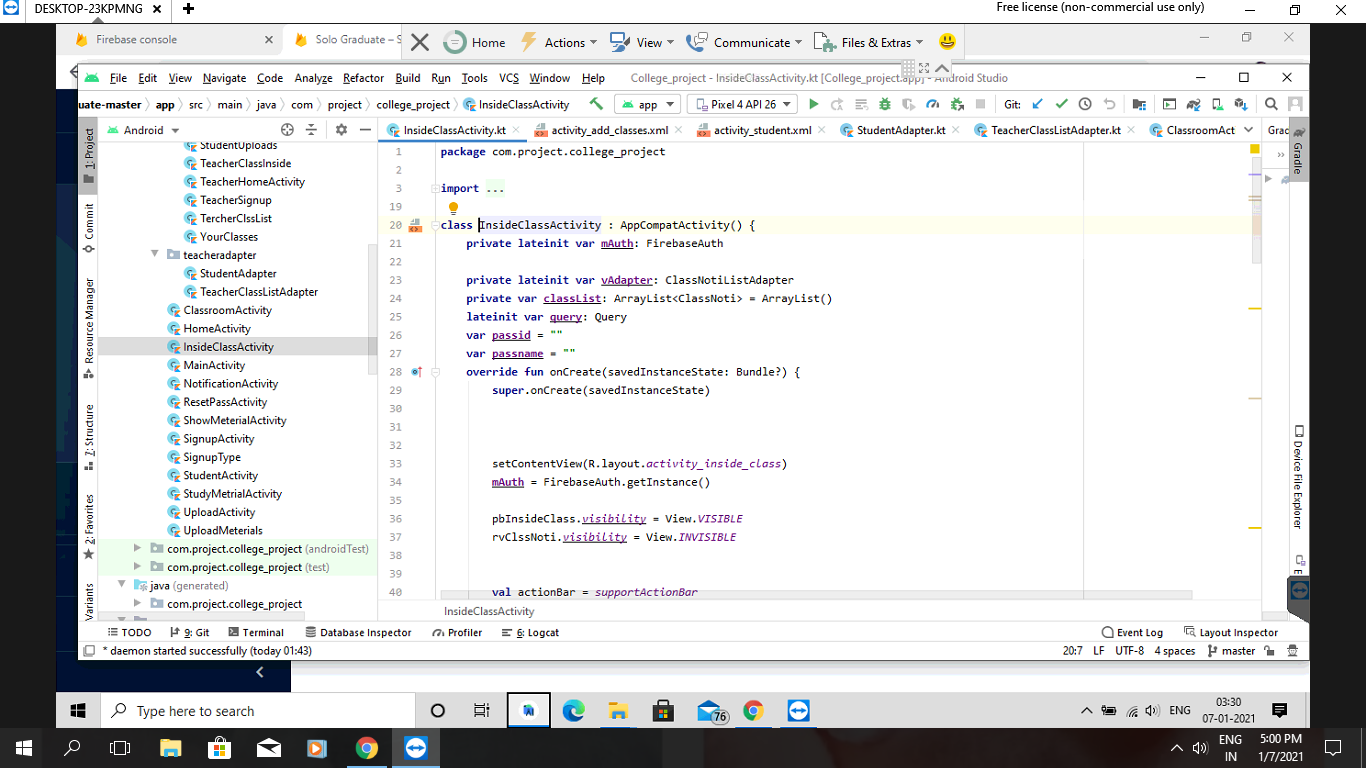 DESKTOP-23KPMNG
Free license (non-commercial use only)
Firebase console
Solo Graduate – S
Home
Actions
View
Communicate
Files & Extras
File Edit View Navigate Code Analyze Refactor Build Run Tools VCS Window Help
College_project - InsideClassActivity.kt [College_project.app] - Android Studio
uate-master app src main java com project college_project InsideClassActivity
app
Pixel 4 API 26
Git:
Android
InsideClassActivity.kt
activity_add_classes.xml
activity_student.xml
StudentAdapter.kt
TeacherClassListAdapter.kt
ClassroomAct
Grac
1: Project
Commit
Resource Manager
7: Structure
2: Favorites
Variants
StudentUploads
TeacherClassInside
TeacherHomeActivity
TeacherSignup
TercherClssList
YourClasses
teacheradapter
StudentAdapter
TeacherClassListAdapter
ClassroomActivity
HomeActivity
InsideClassActivity
MainActivity
NotificationActivity
ResetPassActivity
ShowMeterialActivity
SignupActivity
SignupType
StudentActivity
StudyMetrialActivity
UploadActivity
UploadMeterials
com.project.college_project (androidTest)
com.project.college_project (test)
java (generated)
com.project.college_project
1 package com.project.college_project
2
3 import ...
19
20 class InsideClassActivity : AppCompatActivity() {
21 private lateinit var mAuth: FirebaseAuth
22
23 private lateinit var vAdapter: ClassNotiListAdapter
24 private var classList: ArrayList<ClassNoti> = ArrayList()
25 lateinit var query: Query
26 var passid = ""
27 var passname = ""
28 override fun onCreate(savedInstanceState: Bundle?) {
29 super.onCreate(savedInstanceState)
30
31
32
33 setContentView(R.layout.activity_inside_class)
34 mAuth = FirebaseAuth.getInstance()
35
36 pbInsideClass.visibility = View.VISIBLE
37 rvClssNoti.visibility = View.INVISIBLE
38
39
40 val actionBar = supportActionBar
InsideClassActivity
Gradle
Device File Explorer
E
TODO
9: Git
Terminal
Database Inspector
Profiler
6: Logcat
Event Log
Layout Inspector
* daemon started successfully (today 01:43)
20:7 LF UTF-8 4 spaces master
Type here to search
76
ENG
03:30
07-01-2021
ENG
IN
5:00 PM
1/7/2021